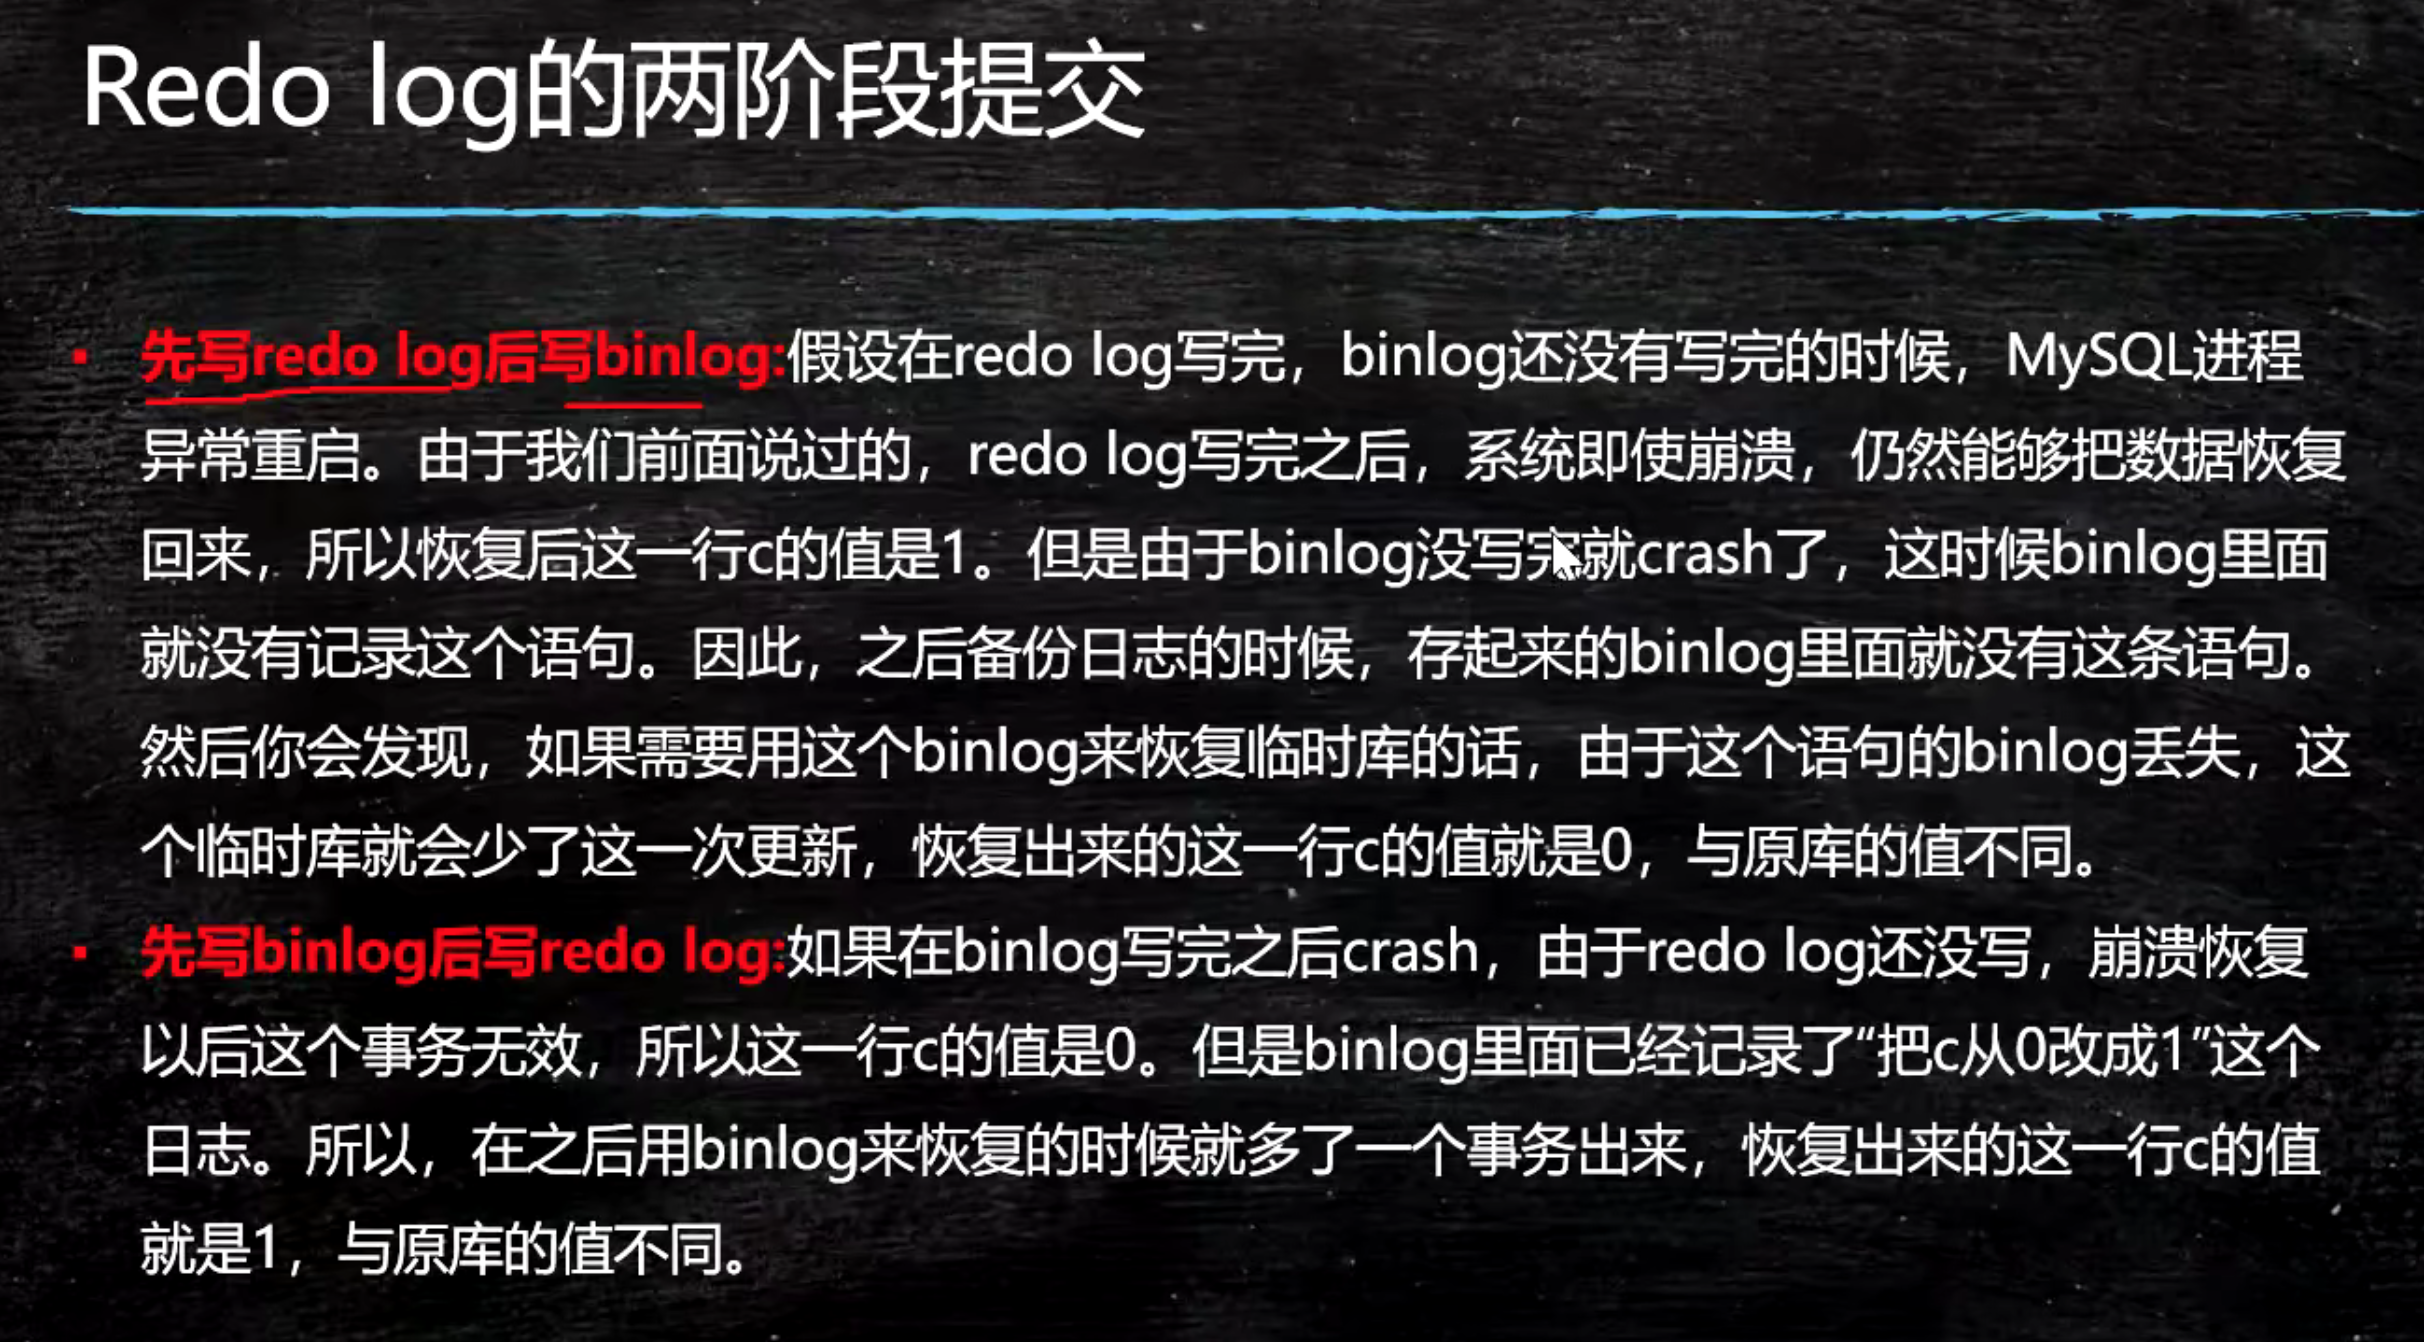 Redo log的两阶段提交
▪ 先写redo log后写binlog:假设在redo log写完，binlog还没有写完的时候，MySQL进程
异常重启。由于我们前面说过的，redo log写完之后，系统即使崩溃，仍然能够把数据恢复
回来，所以恢复后这一行c的值是1。但是由于binlog没写完就crash了，这时候binlog里面
就没有记录这个语句。因此，之后备份日志的时候，存起来的binlog里面就没有这条语句。
然后你会发现，如果需要用这个binlog来恢复临时库的话，由于这个语句的binlog丢失，这
个临时库就会少了这一次更新，恢复出来的这一行c的值就是0，与原库的值不同。
▪ 先写binlog后写redo log:如果在binlog写完之后crash，由于redo log还没写，崩溃恢复
以后这个事务无效，所以这一行c的值是0。但是binlog里面已经记录了“把c从0改成1”这个
日志。所以，在之后用binlog来恢复的时候就多了一个事务出来，恢复出来的这一行c的值
就是1，与原库的值不同。